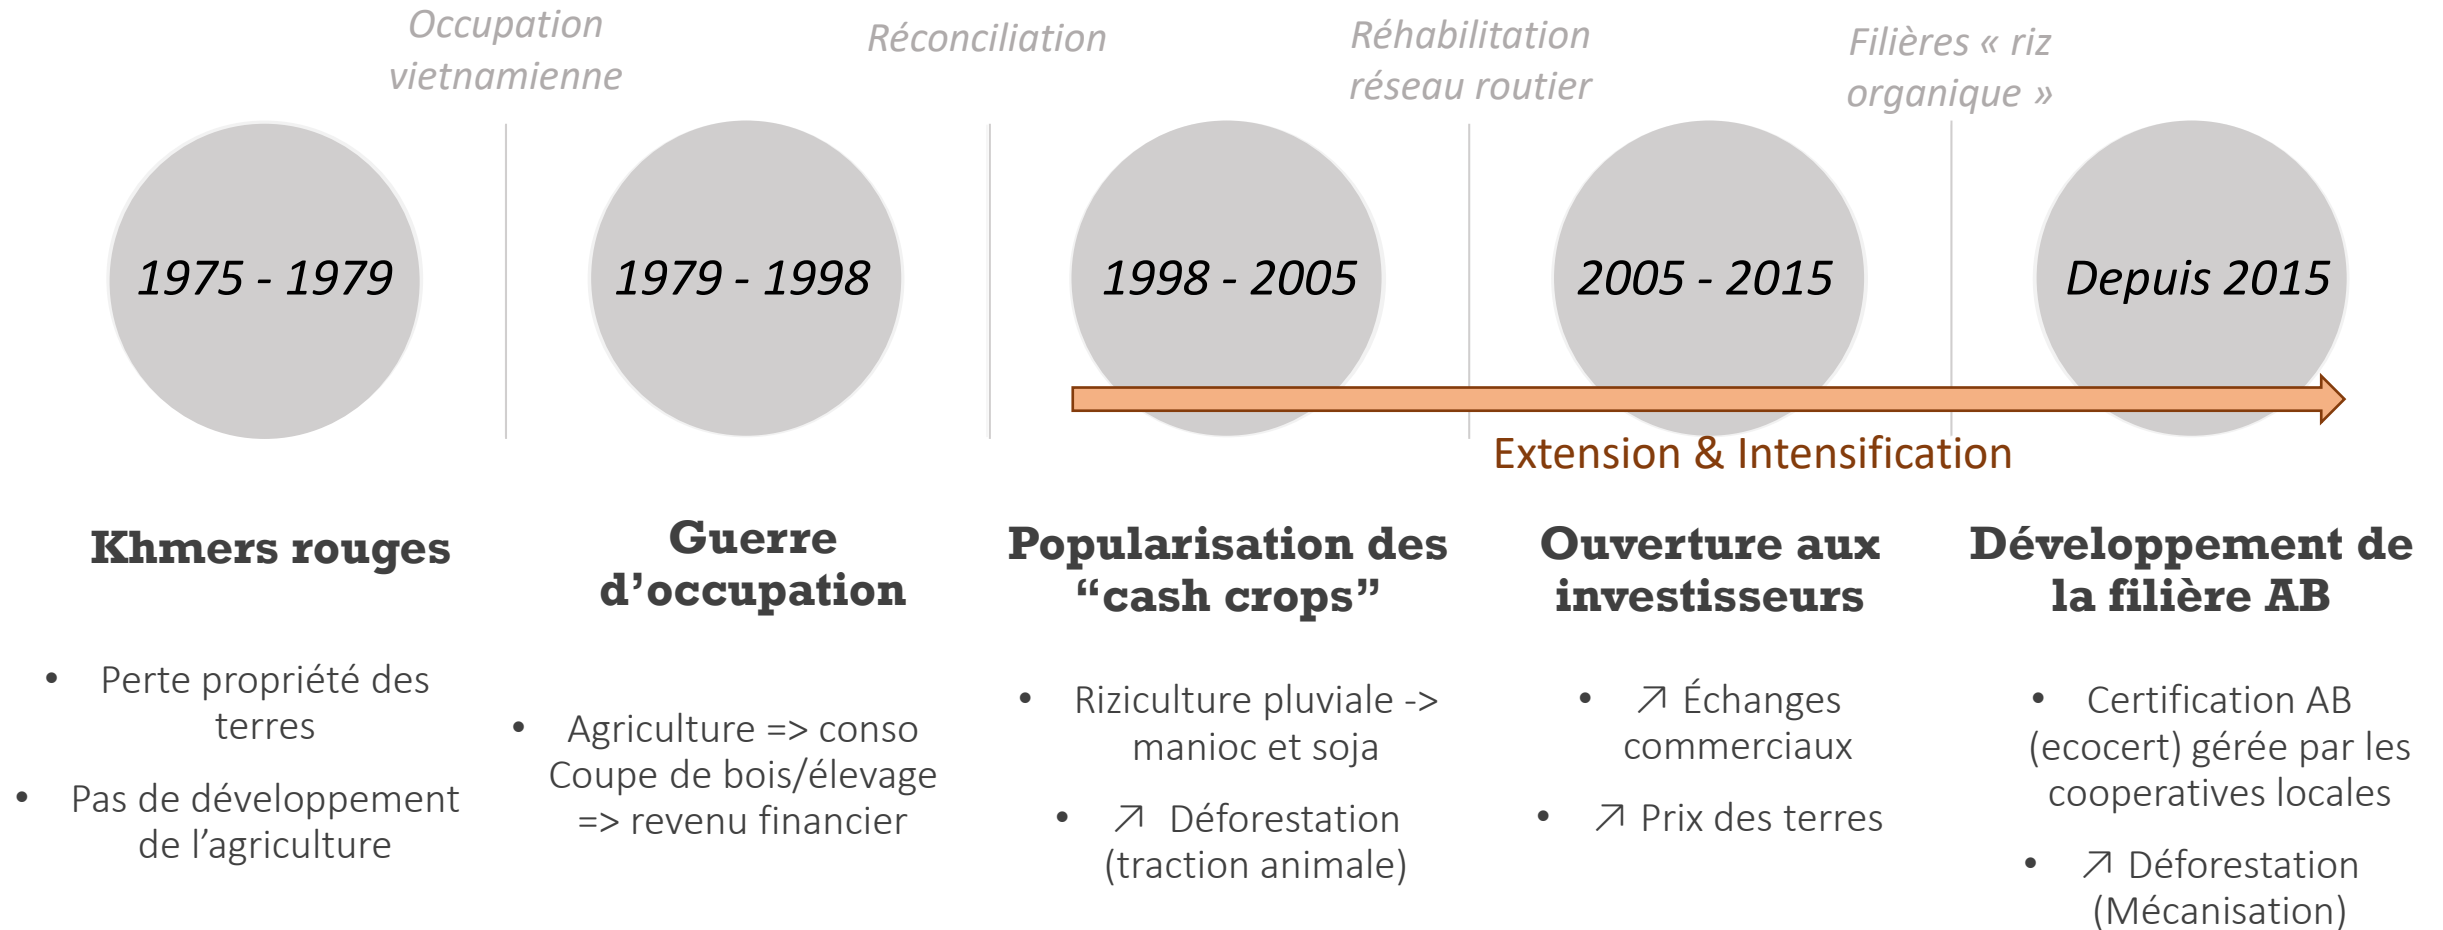 Occupation
vietnamienne
Réconciliation
Réhabilitation
réseau routier
Filières « riz
organique »
1975 - 1979
1979 - 1998
1998 - 2005
2005 - 2015
Depuis 2015
Extension & Intensification
Khmers rouges
• Perte propriété des
terres
• Pas de développement
de l’agriculture
Guerre
d’occupation
• Agriculture => conso
Coupe de bois/élevage
=> revenu financier
Popularisation des
“cash crops”
• Riziculture pluviale ->
manioc et soja
• ↗ Déforestation
(traction animale)
Ouverture aux
investisseurs
• ↗ Échanges
commerciaux
• ↗ Prix des terres
Développement de
la filière AB
• Certification AB
(ecocert) gérée par les
cooperatives locales
• ↗ Déforestation
(Mécanisation)